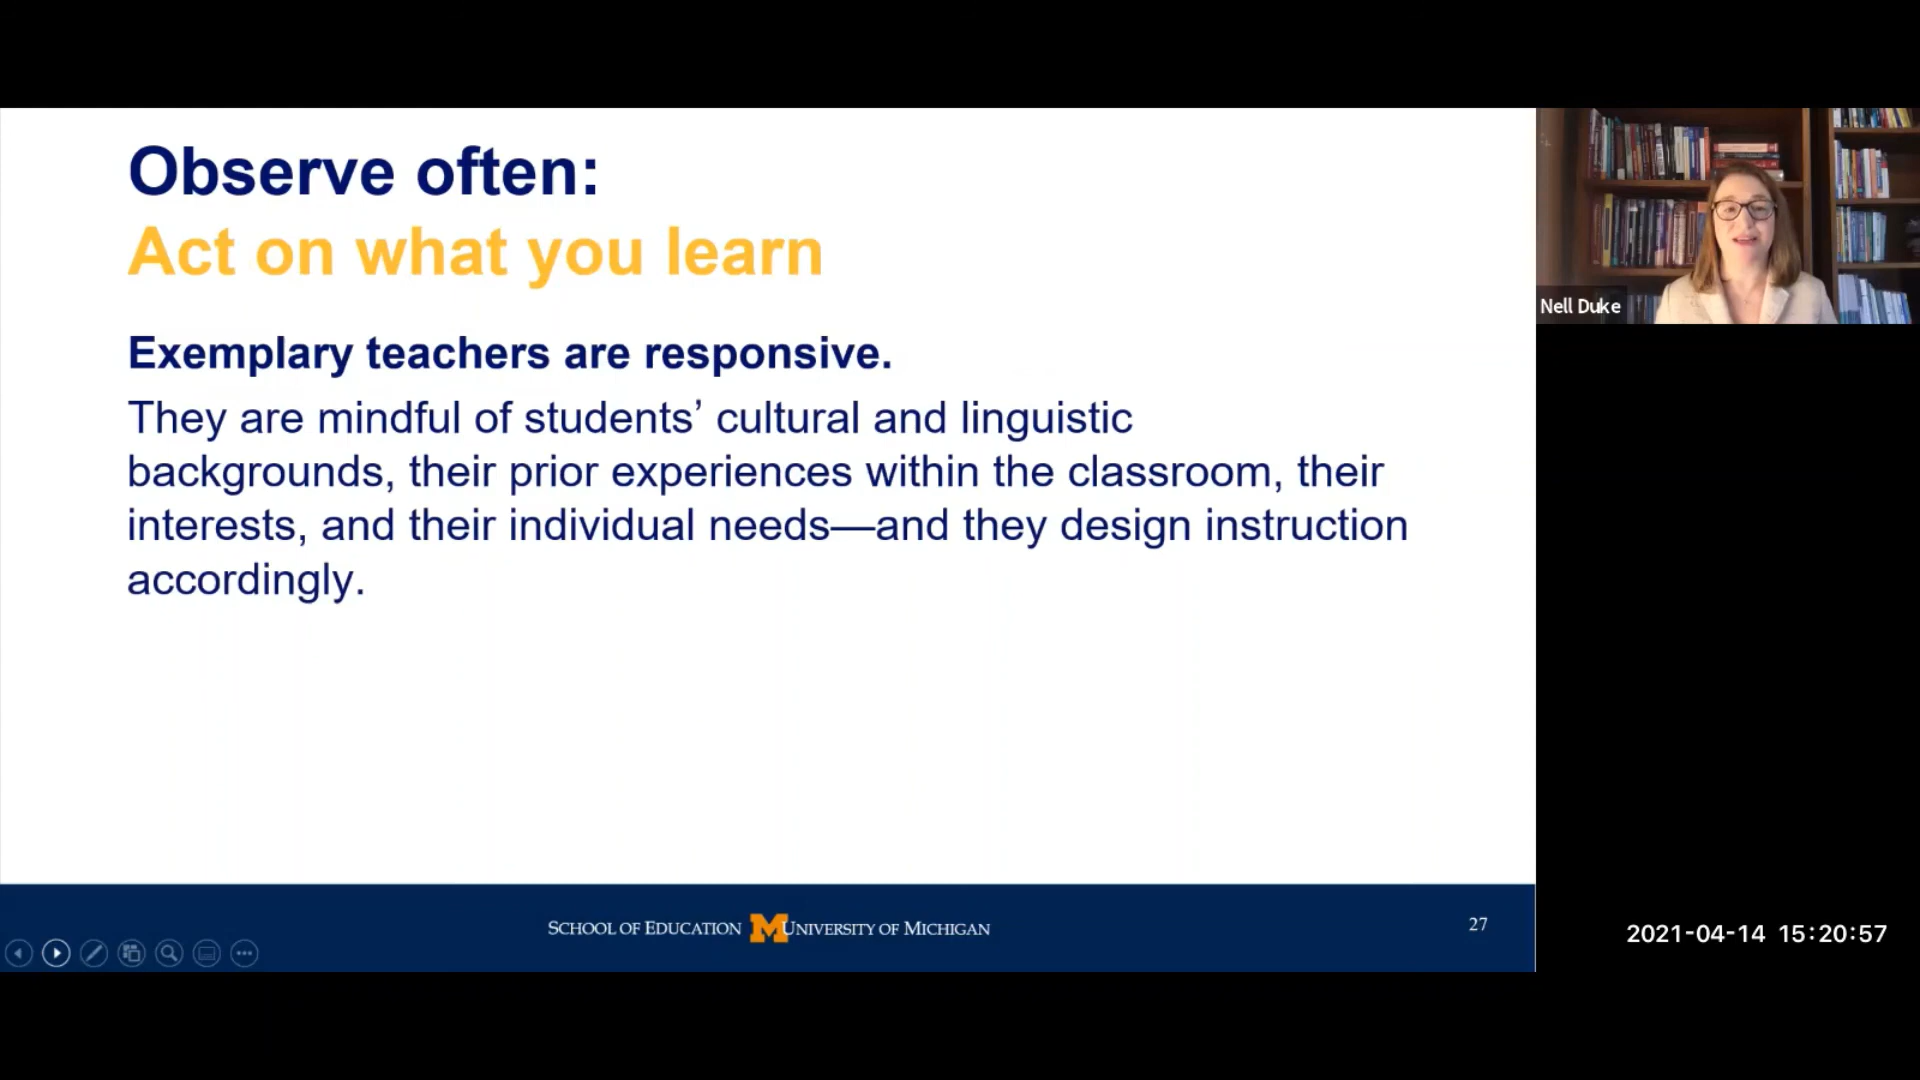 Observe often:
Act on what you learn
Exemplary teachers are responsive.
They are mindful of students’ cultural and linguistic
backgrounds, their prior experiences within the classroom, their
interests, and their individual needs—and they design instruction
accordingly.
Nell Duke
SCHOOL OF EDUCATION M UNIVERSITY OF MICHIGAN
27
2021-04-14 15:20:57